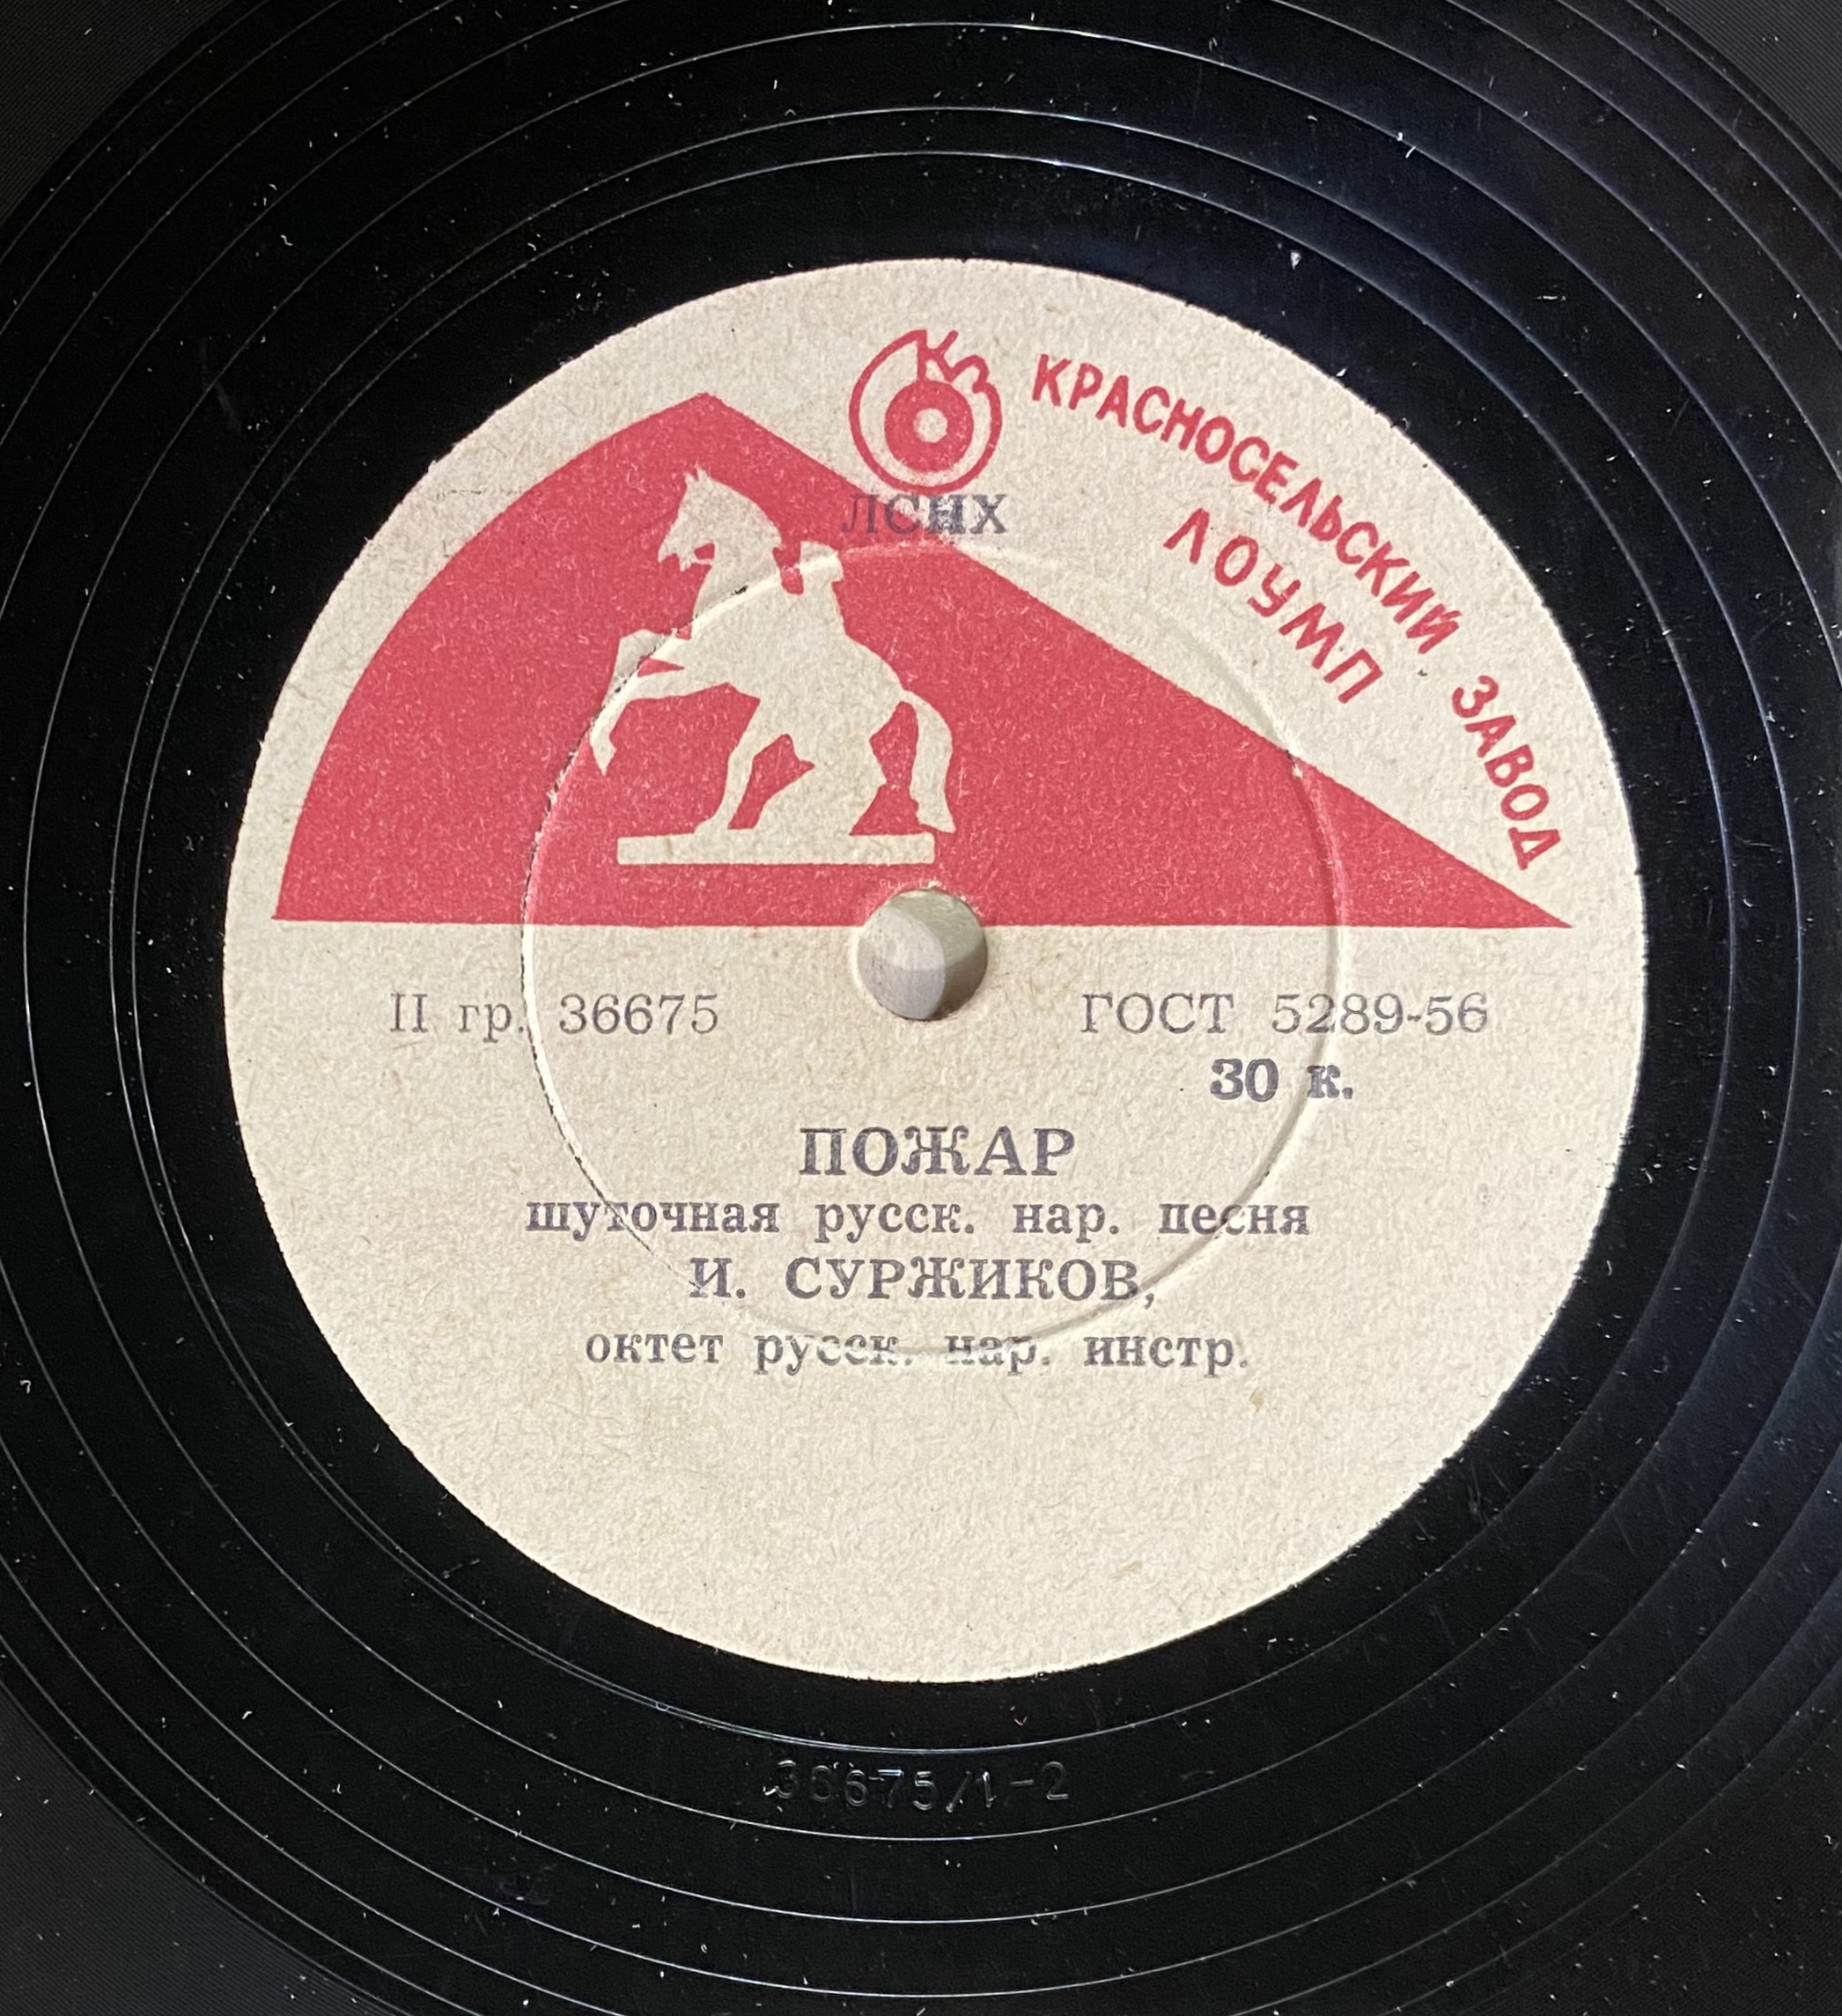 КРАСНОСЕЛЬСКИЙ ЗАВОД
ЛОУМП
ЛСНХ
II гр. 36675
ГОСТ 5289-56
30 к.
ПОЖАР
шуточная русск. нар. песня
И. СУРЖИКОВ,
октет русск. нар. инстр.
36675/1-2